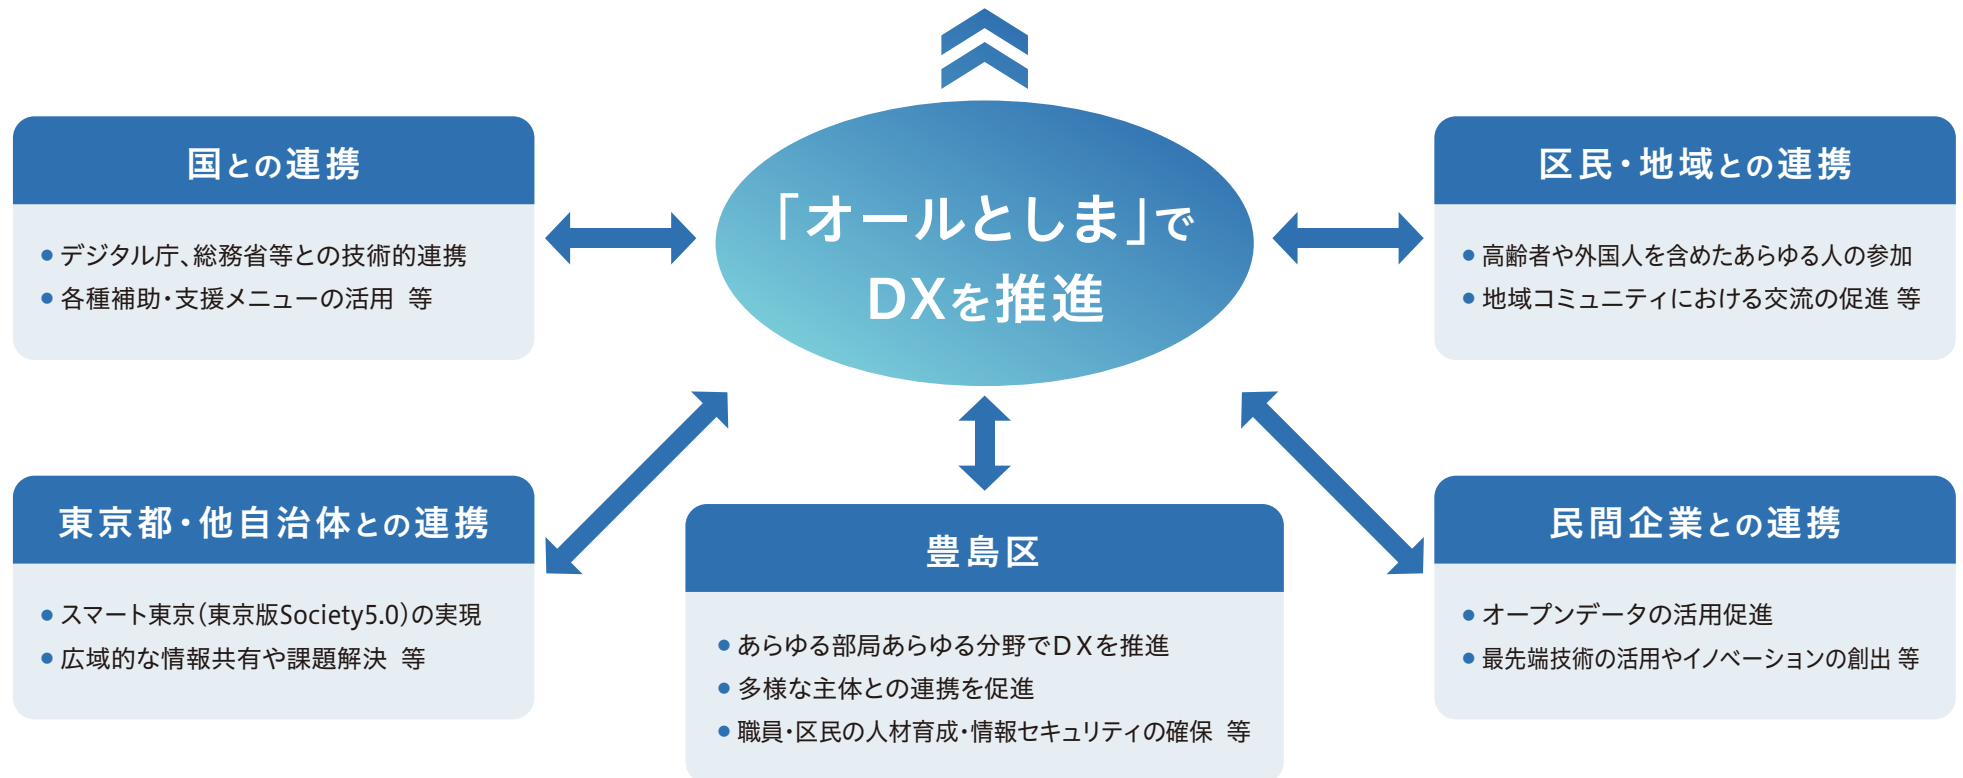 「オールとしま」で
DXを推進
国との連携
• デジタル庁、総務省等との技術的連携
• 各種補助・支援メニューの活用 等
区民・地域との連携
• 高齢者や外国人を含めたあらゆる人の参加
• 地域コミュニティにおける交流の促進 等
東京都・他自治体との連携
• スマート東京（東京版Society5.0）の実現
• 広域的な情報共有や課題解決 等
豊島区
• あらゆる部局あらゆる分野でＤＸを推進
• 多様な主体との連携を促進
• 職員・区民の人材育成・情報セキュリティの確保 等
民間企業との連携
• オープンデータの活用促進
• 最先端技術の活用やイノベーションの創出 等